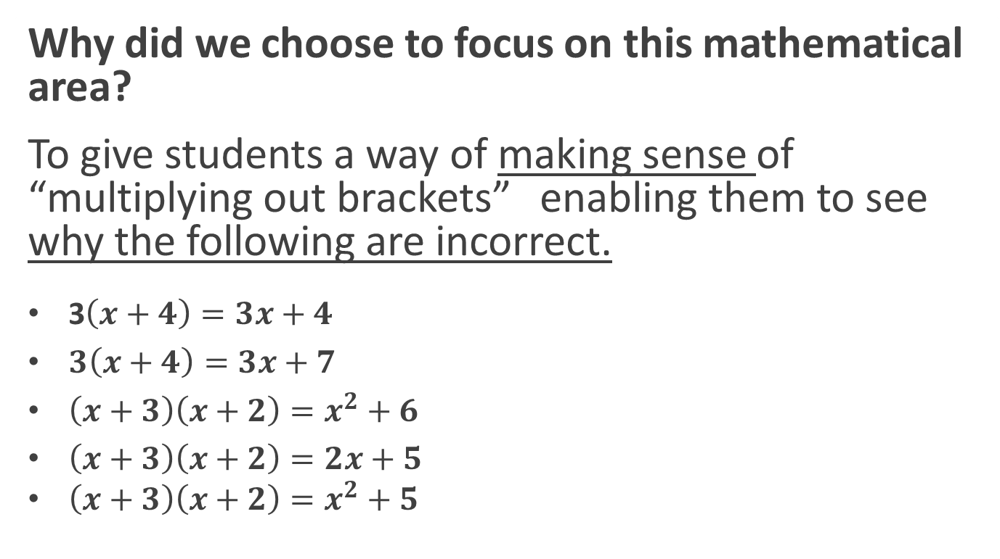 Why did we choose to focus on this mathematical
area?
To give students a way of making sense of
“multiplying out brackets” enabling them to see
why the following are incorrect.
• 3(x + 4) = 3x + 4
• 3(x + 4) = 3x + 7
• (x + 3)(x + 2) = x² + 6
• (x + 3)(x + 2) = 2x + 5
• (x + 3)(x + 2) = x² + 5